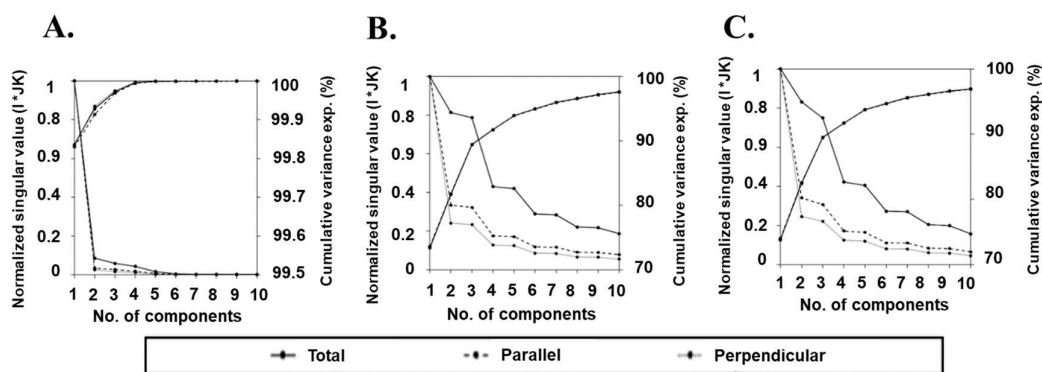 A.
B.
C.
Normalized singular value (I *JK)
1
0.8
0.9
0.4
0.2
0
100
99.9
99.8
99.7
99.6
99.5
Cumulative variance exp. (%)
1 2 3 4 5 6 7 8 9 10
No. of components
Normalized singular value (I *JK)
1
0.8
0.9
0.4
0.2
0
100
90
80
70
Cumulative variance exp. (%)
1 2 3 4 5 6 7 8 9 10
No. of components
Normalized singular value (I *JK)
1
0.8
0.9
0.4
0.2
0
100
90
80
70
Cumulative variance exp. (%)
1 2 3 4 5 6 7 8 9 10
No. of components
Total Parallel Perpendicular